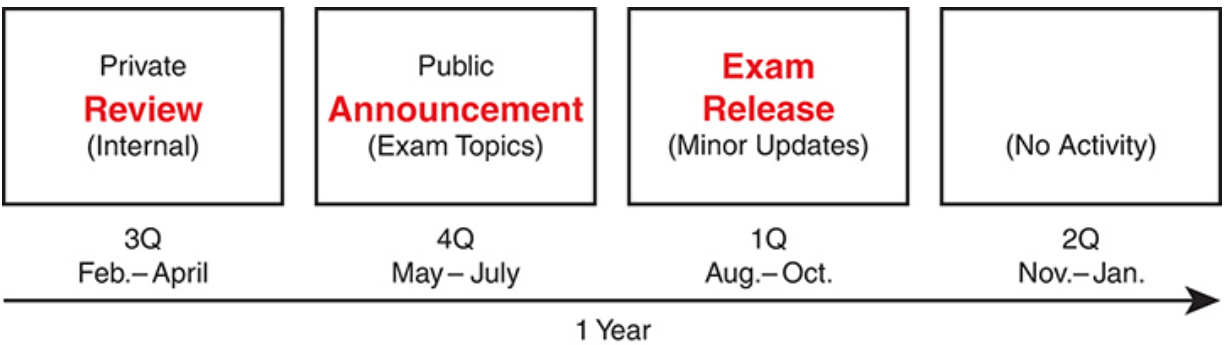 Private
Review
(Internal)
Public
Announcement
(Exam Topics)
Exam
Release
(Minor Updates)
(No Activity)
3Q
Feb.–April
4Q
May–July
1Q
Aug.–Oct.
2Q
Nov.–Jan.
1 Year